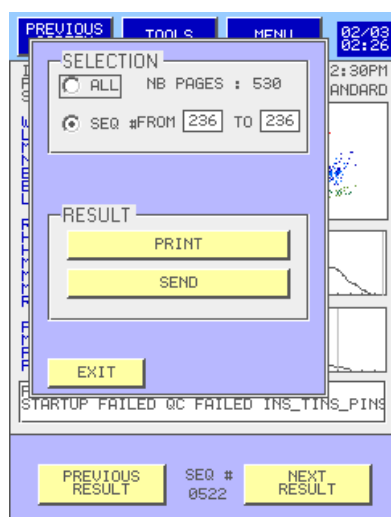 PREVIOUS
TOOLS
MENU
02/03
02:26
2:30PM
ANDARD
SELECTION
ALL NB PAGES : 530
SEQ #FROM 236 TO 236
RESULT
PRINT
SEND
EXIT
STARTUP FAILED QC FAILED INS_TINS_PINS
PREVIOUS
RESULT
SEQ #
0522
NEXT
RESULT